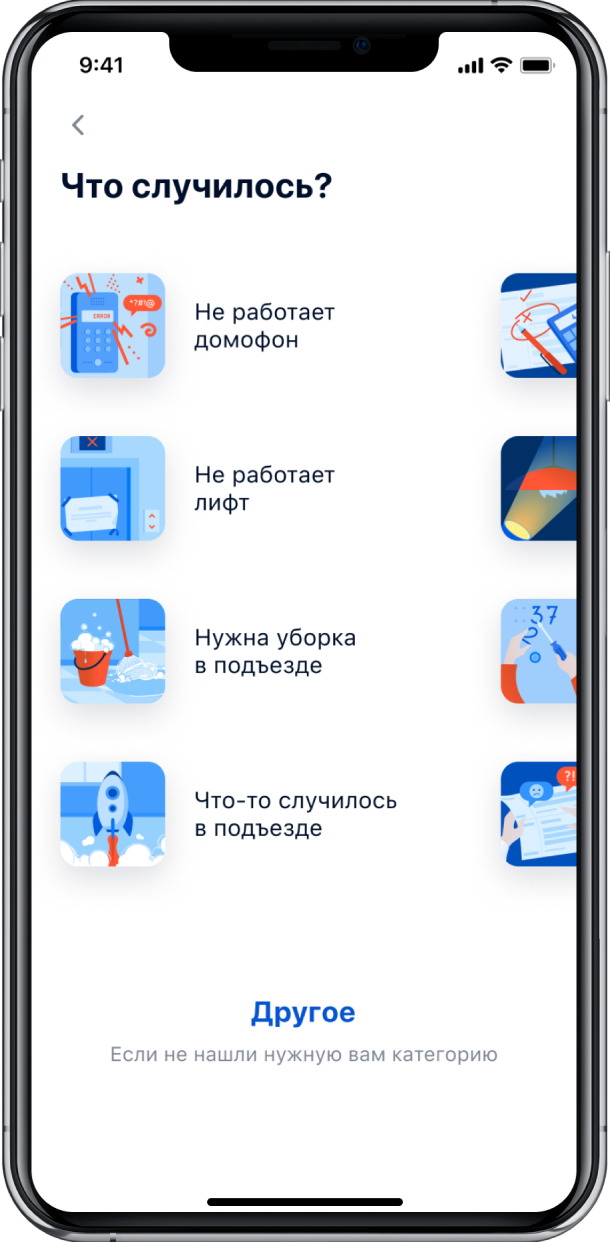 9:41
Что случилось?
*?#!@
ERROR
Не работает
домофон
Не работает
лифт
Нужна уборка
в подъезде
37
2
Что-то случилось
в подъезде
?!
Другое
Если не нашли нужную вам категорию